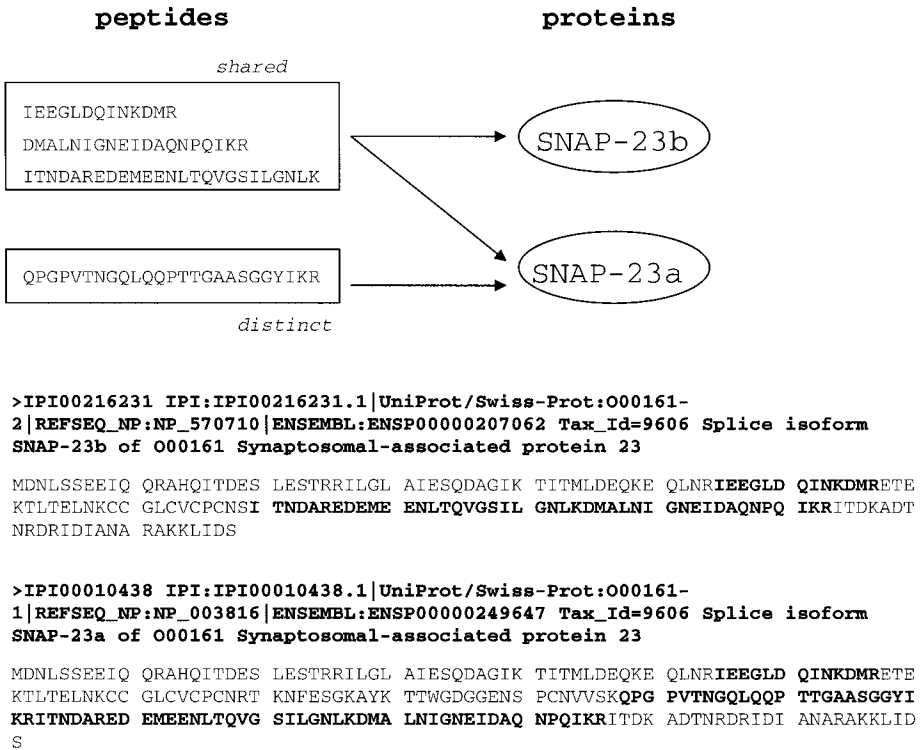 peptides proteins
shared
IEEGLDQINKDMR
DMALNIGNEIDAQNPQIKR
ITNDAREDEMEENLTQVGSILGNLK
SNAP-23b
QPGPVTNGQLQQPTTGAASGGYIKR
SNAP-23a
distinct
>IPI00216231 IPI:IPI00216231.1|UniProt/Swiss-Prot:O00161-
2|REFSEQ_NP:NP_570710|ENSEMBL:ENSP00000207062 Tax_Id=9606 Splice isoform
SNAP-23b of O00161 Synaptosomal-associated protein 23
MDNLSSEEIQ QRAHQITDES LESTRRILGL AIESQDAGIK TITMLDEQKE QLNRIEEGLD QINKDMRETE
KTLTELNKCC GLCVCPCNSI TNDAREDEME ENLTQVGSIL GNLKDMALNI GNEIDAQNPQ IKRITDKADT
NRDRIDIANA RAKKLIDS
>IPI00010438 IPI:IPI00010438.1|UniProt/Swiss-Prot:O00161-
1|REFSEQ_NP:NP_003816|ENSEMBL:ENSP00000249647 Tax_Id=9606 Splice isoform
SNAP-23a of O00161 Synaptosomal-associated protein 23
MDNLSSEEIQ QRAHQITDES LESTRRILGL AIESQDAGIK TITMLDEQKE QLNRIEEGLD QINKDMRETE
KTLTELNKCC GLCVCPCNRT KNFESGKAYK TTWGDGGENS PCNVVSKQPG PVTNGQLQQP TTGAASGGYI
KRITNDARED EMEENLTQVG SILGNLKDMA LNIGNEIDAQ NPQIKRITDK ADTNRDRIDI ANARAKKLID
S